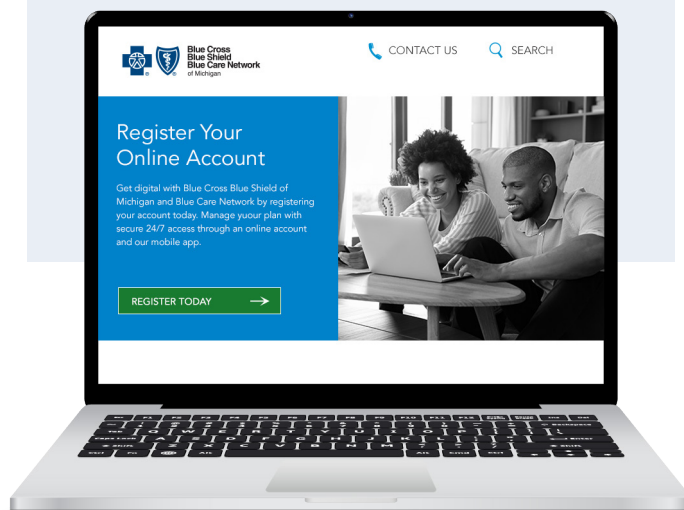 Blue Cross
Blue Shield
Blue Care Network
of Michigan
CONTACT US
SEARCH
Register Your
Online Account
Get digital with Blue Cross Blue Shield of
Michigan and Blue Care Network by registering
your account today. Manage yuour plan with
secure 24/7 access through an online account
and our mobile app.
REGISTER TODAY